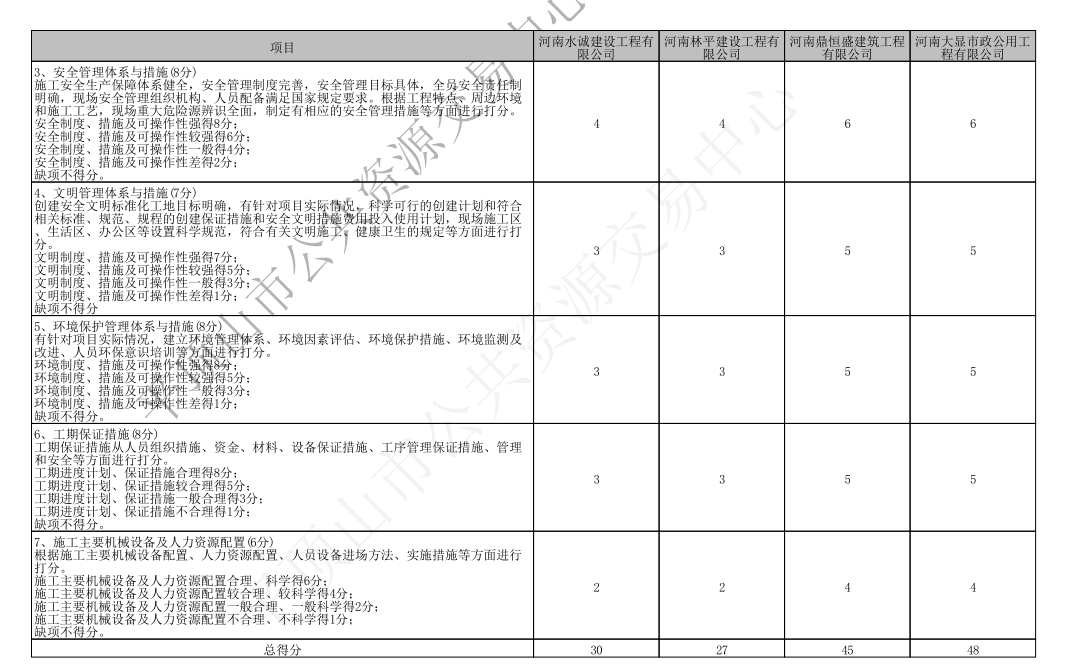 项目
河南水诚建设工程有
限公司
河南林平建设工程有
限公司
河南鼎恒盛建筑工程
有限公司
河南大显市政公用工
程有限公司
3、安全管理体系与措施(8分)
施工安全生产保障体系健全，安全管理制度完善，安全管理目标具体，全员安全责任制
明确，现场安全管理组织机构、人员配备满足国家规定要求。根据工程特点、周边环境
和施工工艺，现场重大危险源辨识全面，制定有相应的安全管理措施等方面进行打分。
安全制度、措施及可操作性强得8分；
安全制度、措施及可操作性较强得6分；
安全制度、措施及可操作性一般得4分；
安全制度、措施及可操作性差得2分；
缺项不得分。
4 4 6 6
4、文明管理体系与措施(7分)
创建安全文明标准化工地目标明确，有针对项目实际情况，科学可行的创建计划和符合
相关标准、规范、规程的创建保证措施和安全文明措施费用投入使用计划，现场施工区
、生活区、办公区等设置科学规范，符合有关文明施工、健康卫生的规定等方面进行打
分。
文明制度、措施及可操作性强得7分；
文明制度、措施及可操作性较强得5分；
文明制度、措施及可操作性一般得3分；
文明制度、措施及可操作性差得1分；
缺项不得分
3 3 5 5
5、环境保护管理体系与措施(8分)
有针对项目实际情况，建立环境管理体系、环境因素评估、环境保护措施、环境监测及
改进、人员环保意识培训等方面进行打分。
环境制度、措施及可操作性强得8分；
环境制度、措施及可操作性较强得5分；
环境制度、措施及可操作性一般得3分；
环境制度、措施及可操作性差得1分；
缺项不得分。
3 3 5 5
6、工期保证措施(8分)
工期保证措施从人员组织措施、资金、材料、设备保证措施、工序管理保证措施、管理
和安全等方面进行打分。
工期进度计划、保证措施合理得8分；
工期进度计划、保证措施较合理得5分；
工期进度计划、保证措施一般合理得3分；
工期进度计划、保证措施不合理得1分；
缺项不得分。
3 3 5 5
7、施工主要机械设备及人力资源配置(6分)
根据施工主要机械设备配置、人力资源配置、人员设备进场方法、实施措施等方面进行
打分。
施工主要机械设备及人力资源配置合理、科学得6分；
施工主要机械设备及人力资源配置较合理、较科学得4分；
施工主要机械设备及人力资源配置一般合理、一般科学得2分；
施工主要机械设备及人力资源配置不合理、不科学得1分；
缺项不得分。
2 2 4 4
总得分 30 27 45 48
平顶山市公共资源交易中心
顶山市公共资源交易中心